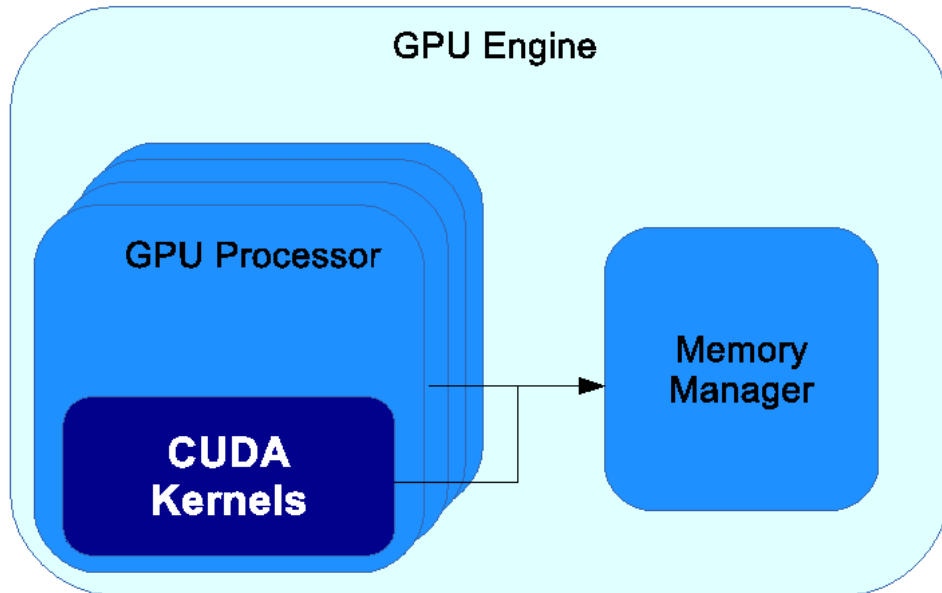 GPU Engine
GPU Processor
CUDA
Kernels
Memory
Manager